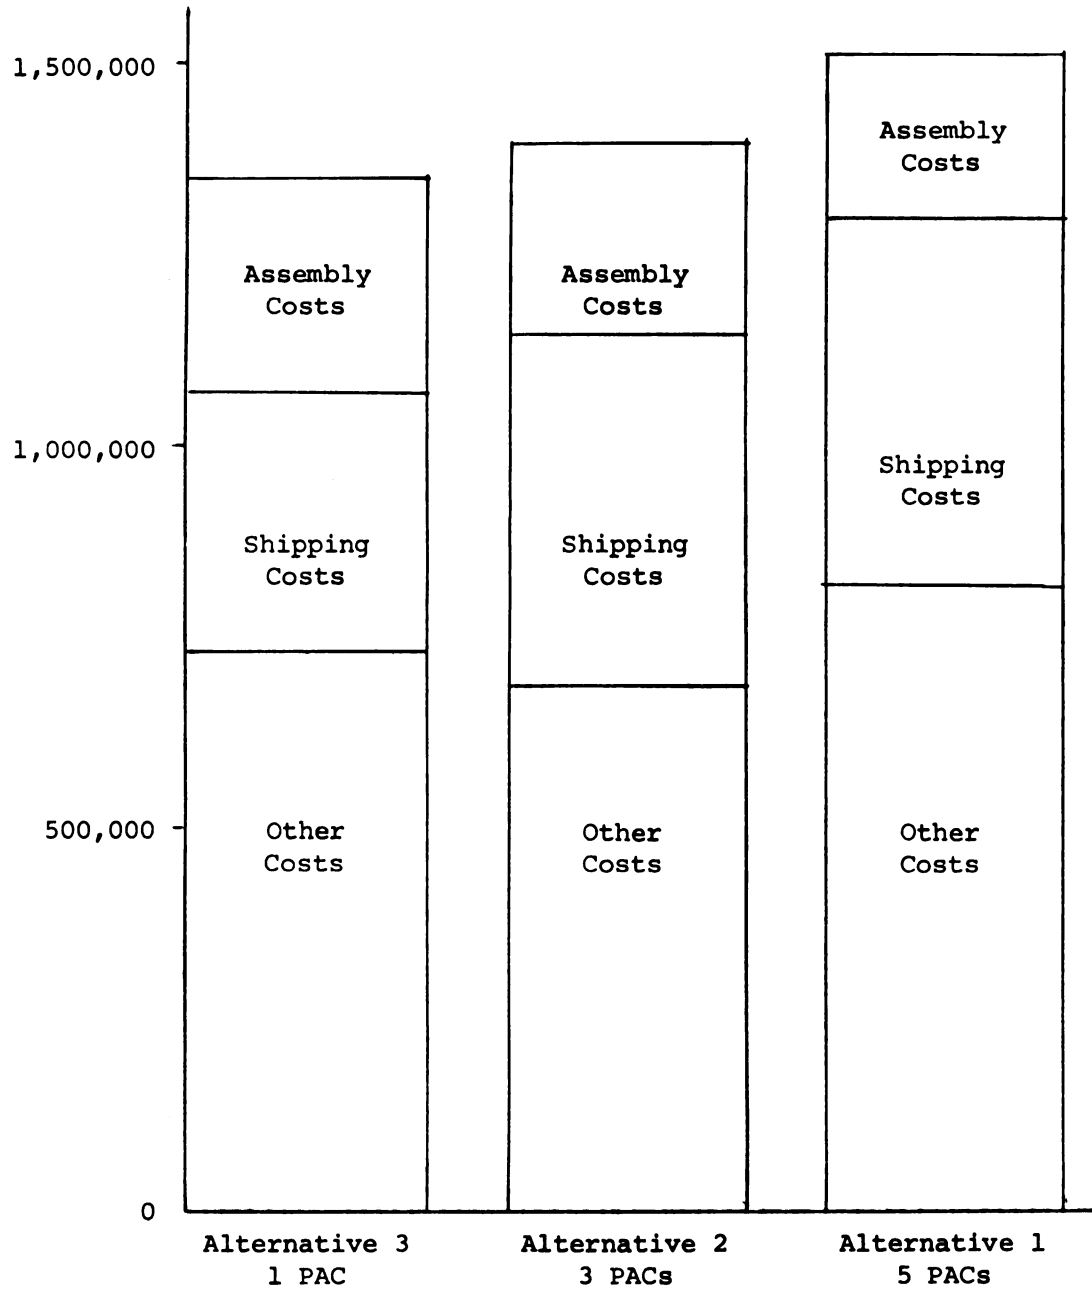 1,500,000
Assembly
Costs
Assembly
Costs
Assembly
Costs
1,000,000
Shipping
Costs
Shipping
Costs
Shipping
Costs
500,000
Other
Costs
Other
Costs
Other
Costs
0
Alternative 3
1 PAC
Alternative 2
3 PACs
Alternative 1
5 PACs